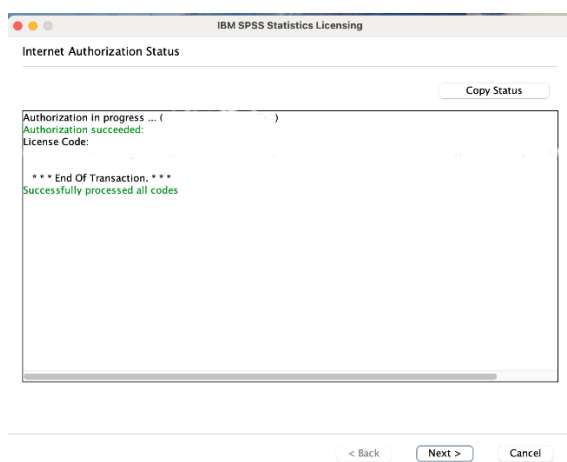 IBM SPSS Statistics Licensing
Internet Authorization Status
Copy Status
Authorization in progress ... ( )
Authorization succeeded:
License Code:
* * * End Of Transaction. * * *
Successfully processed all codes
< Back
Next >
Cancel